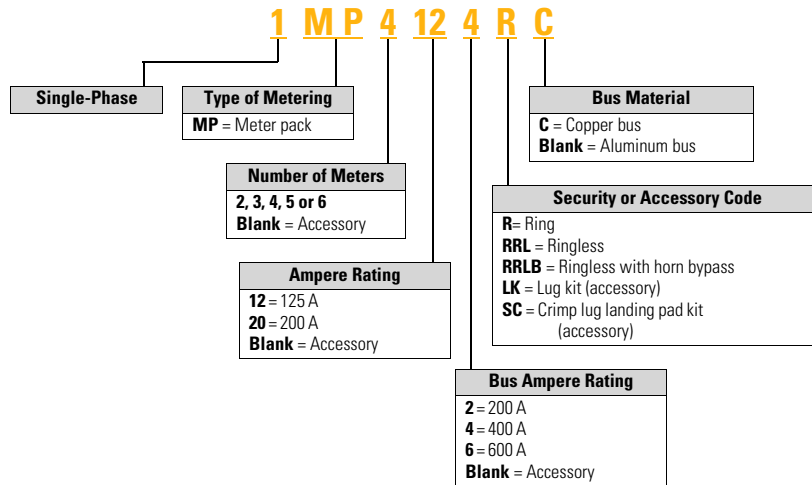 1 M P 4 12 4 R C
Single-Phase
Type of Metering
MP = Meter pack
Bus Material
C = Copper bus
Blank = Aluminum bus
Number of Meters
2, 3, 4, 5 or 6
Blank = Accessory
Security or Accessory Code
R= Ring
RRL = Ringless
RRLB = Ringless with horn bypass
LK = Lug kit (accessory)
SC = Crimp lug landing pad kit
(accessory)
Ampere Rating
12 = 125 A
20 = 200 A
Blank = Accessory
Bus Ampere Rating
2 = 200 A
4 = 400 A
6 = 600 A
Blank = Accessory